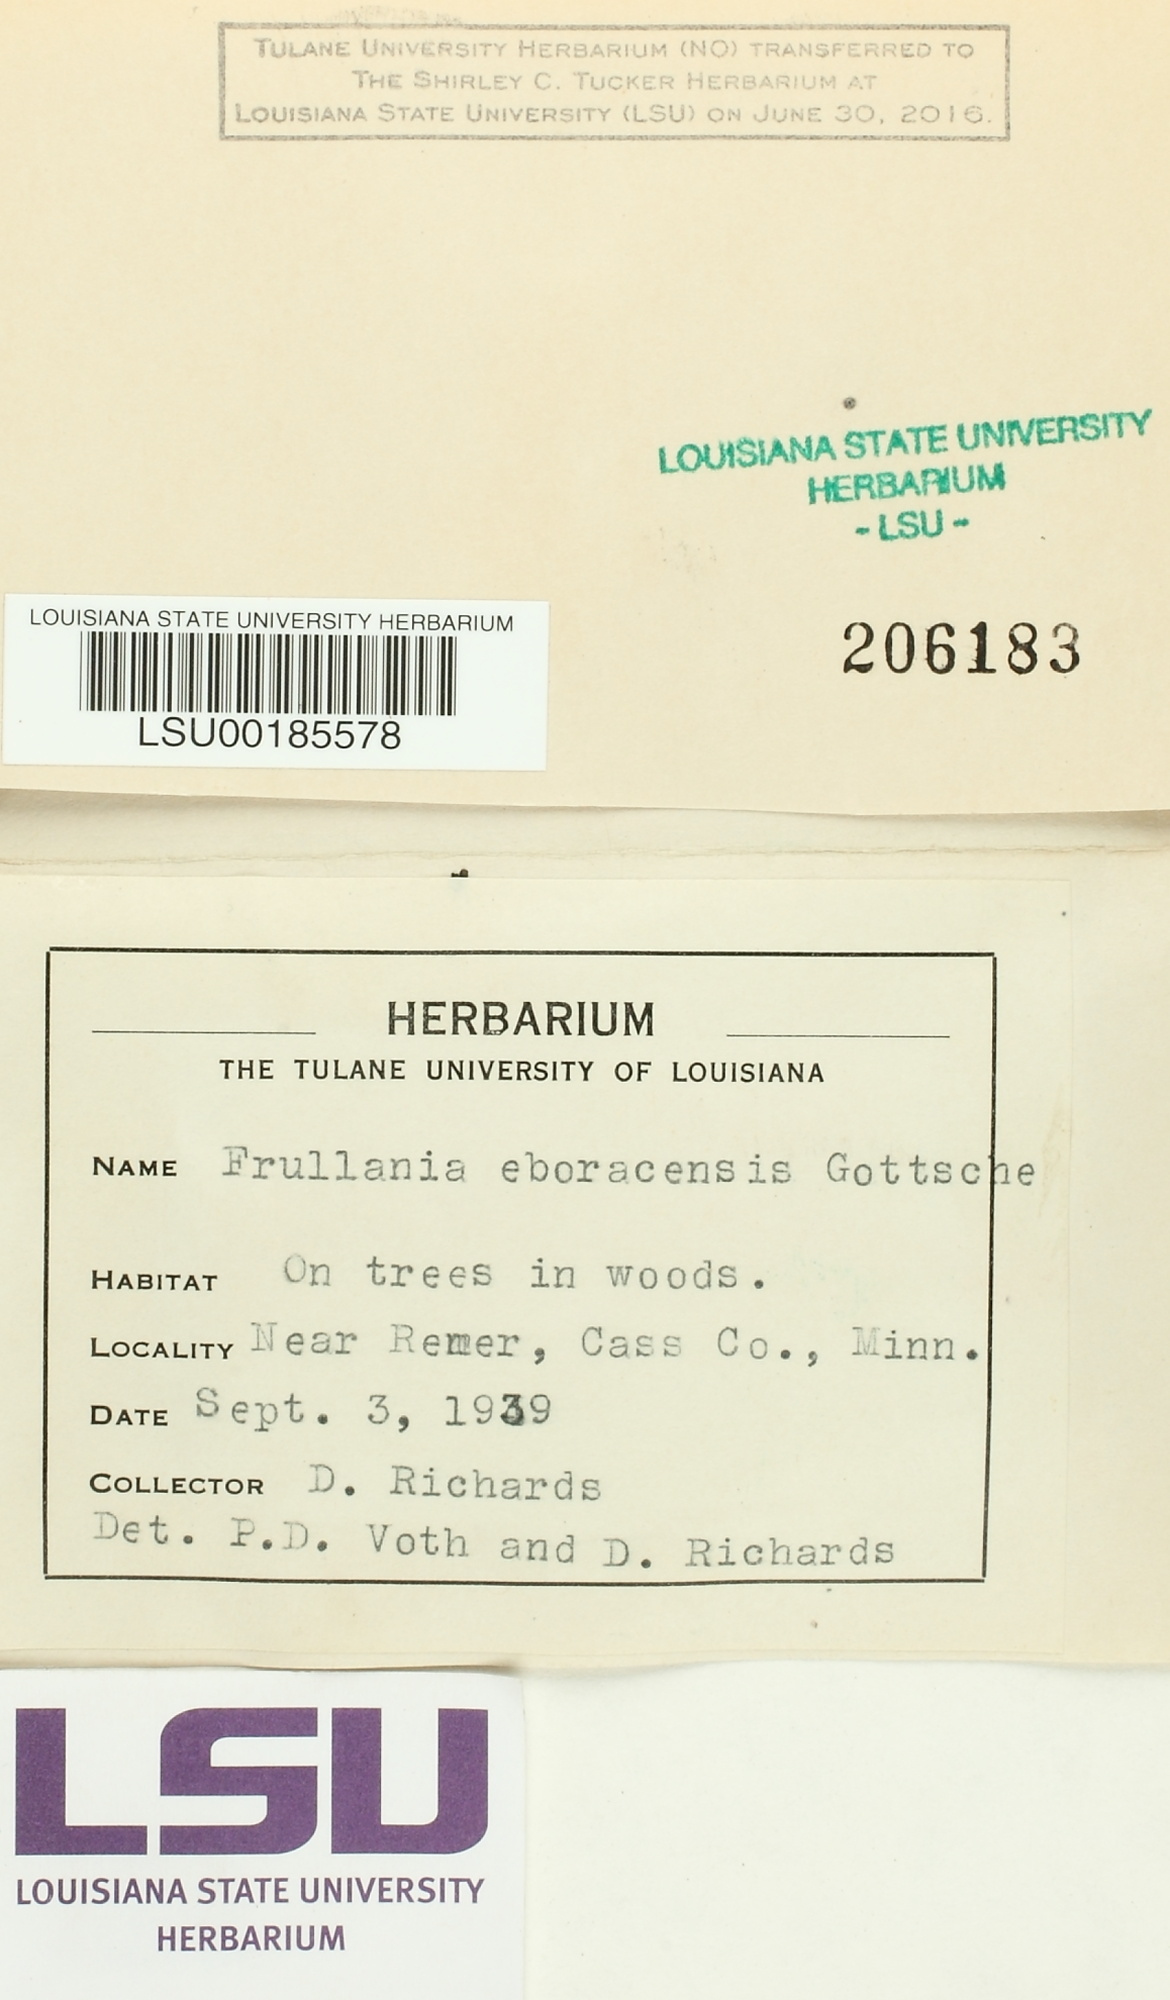 TULANE UNIVERSITY HERBARIUM (NO) TRANSFERRED TO
THE SHIRLEY C. TUCKER HERBARIUM AT
LOUISIANA STATE UNIVERSITY (LSU) ON JUNE 30, 2016.
LOUISIANA STATE UNIVERSITY
HERBARIUM
- LSU -
206183
LOUISIANA STATE UNIVERSITY HERBARIUM
LSU00185578
HERBARIUM
THE TULANE UNIVERSITY OF LOUISIANA
NAME Frullania eboracensis Gottsche
HABITAT On trees in woods.
LOCALITY Near Remer, Cass Co., Minn.
DATE Sept. 3, 1939
COLLECTOR D. Richards
Det. P.D. Voth and D. Richards
LSU
LOUISIANA STATE UNIVERSITY
HERBARIUM